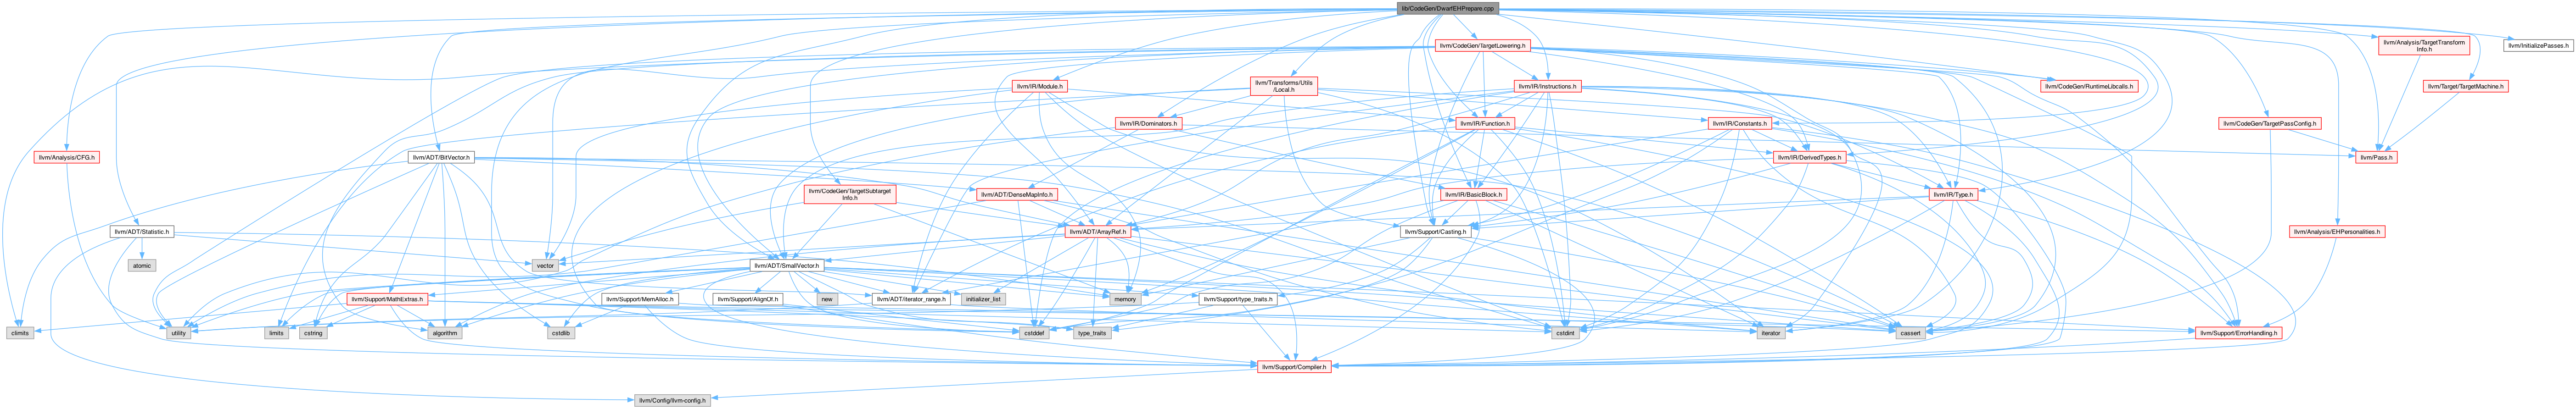 lib/CodeGen/DwarfEHPrepare.cpp
llvm/CodeGen/TargetLowering.h
llvm/Analysis/TargetTransform
Info.h
llvm/InitializePasses.h
llvm/IR/Module.h
llvm/Transforms/Utils
/Local.h
llvm/IR/Instructions.h
llvm/CodeGen/RuntimeLibcalls.h
llvm/Target/TargetMachine.h
llvm/IR/Dominators.h
llvm/IR/Function.h
llvm/IR/Constants.h
llvm/CodeGen/TargetPassConfig.h
llvm/Analysis/CFG.h
llvm/ADT/BitVector.h
llvm/IR/DerivedTypes.h
llvm/Pass.h
llvm/CodeGen/TargetSubtarget
Info.h
llvm/ADT/DenseMapInfo.h
llvm/IR/BasicBlock.h
llvm/IR/Type.h
llvm/ADT/Statistic.h
llvm/ADT/ArrayRef.h
llvm/Support/Casting.h
llvm/Analysis/EHPersonalities.h
atomic
vector
llvm/ADT/SmallVector.h
llvm/Support/MathExtras.h
llvm/Support/MemAlloc.h
llvm/Support/AlignOf.h
new
llvm/ADT/iterator_range.h
initializer_list
memory
llvm/Support/type_traits.h
climits
utility
limits
cstring
algorithm
cstdlib
cstddef
type_traits
cstdint
iterator
cassert
llvm/Support/ErrorHandling.h
llvm/Support/Compiler.h
llvm/Config/llvm-config.h